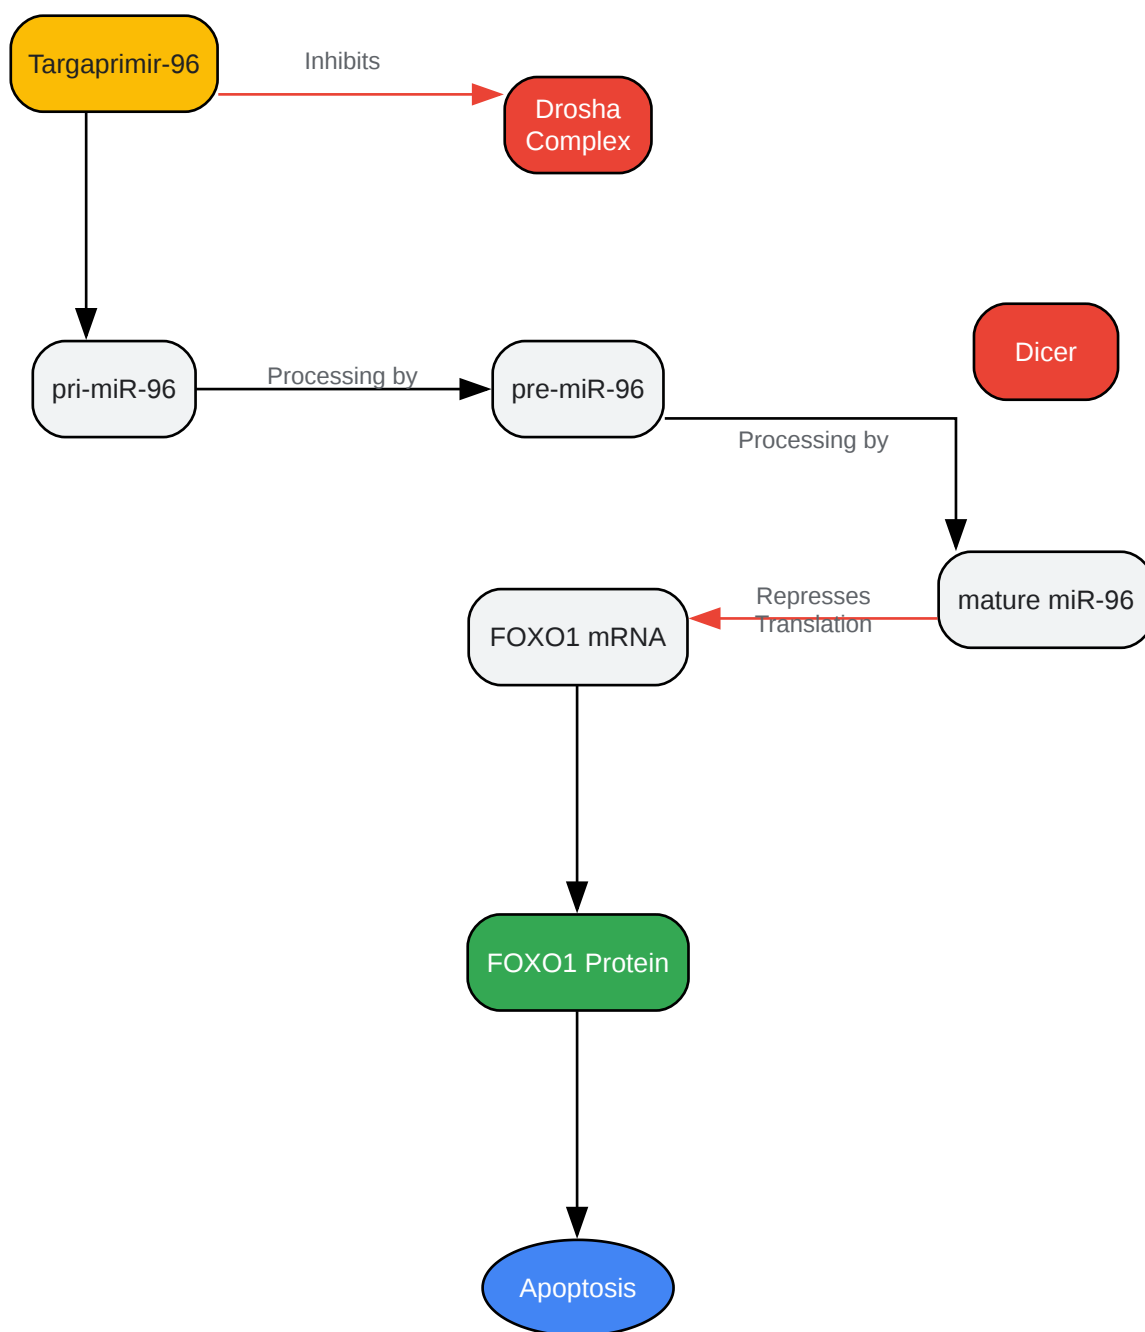 Targaprimir-96
Inhibits
Drosha
Complex
Dicer
pri-miR-96
Processing by
pre-miR-96
Processing by
mature miR-96
Represses
Translation
FOXO1 mRNA
FOXO1 Protein
Apoptosis